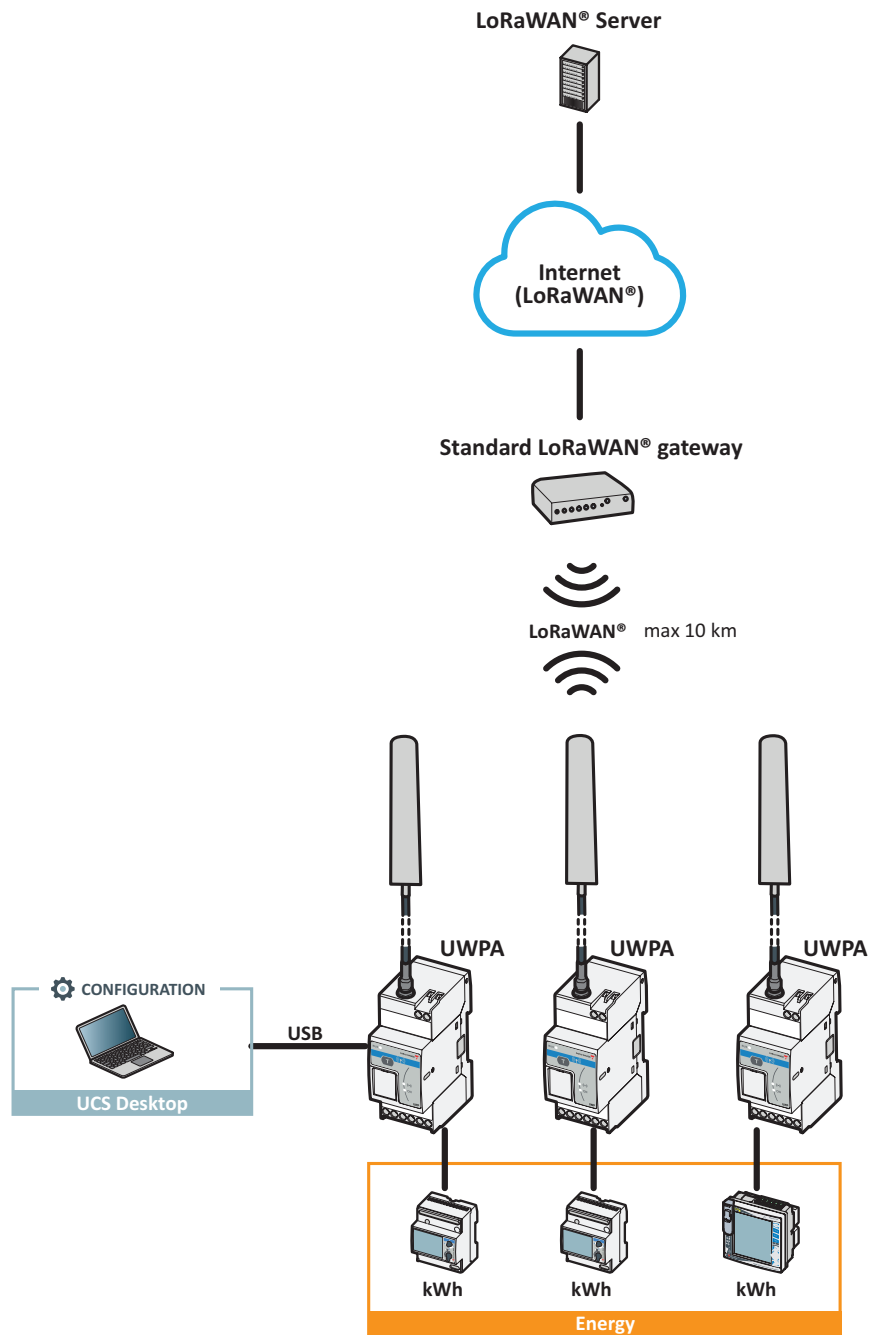 LoRaWAN® Server
Internet
(LoRaWAN®)
Standard LoRaWAN® gateway
LoRaWAN® max 10 km
UWPA
UWPA
UWPA
CONFIGURATION
USB
UCS Desktop
kWh
kWh
kWh
Energy